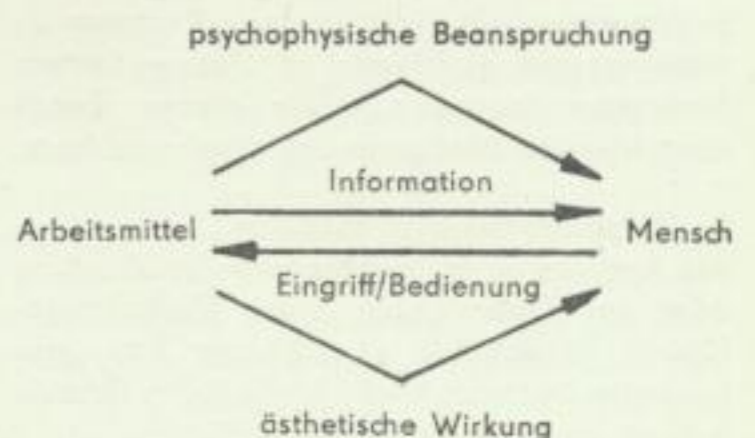 psychophysische Beanspruchung
Information
Arbeitsmittel
Mensch
Eingriff/Bedienung
ästhetische Wirkung